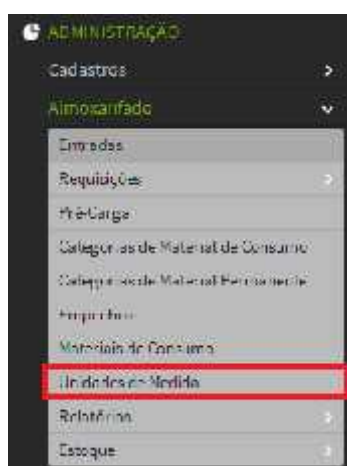 ADMINISTRAÇÃO
Cadastros
Almoxarifado
Entradas
Requisições
Pré-Carga
Categorias de Material de Consumo
Categorias de Material Permanente
Empenhos
Materiais de Consumo
Unidades de Medida
Relatórios
Estoque